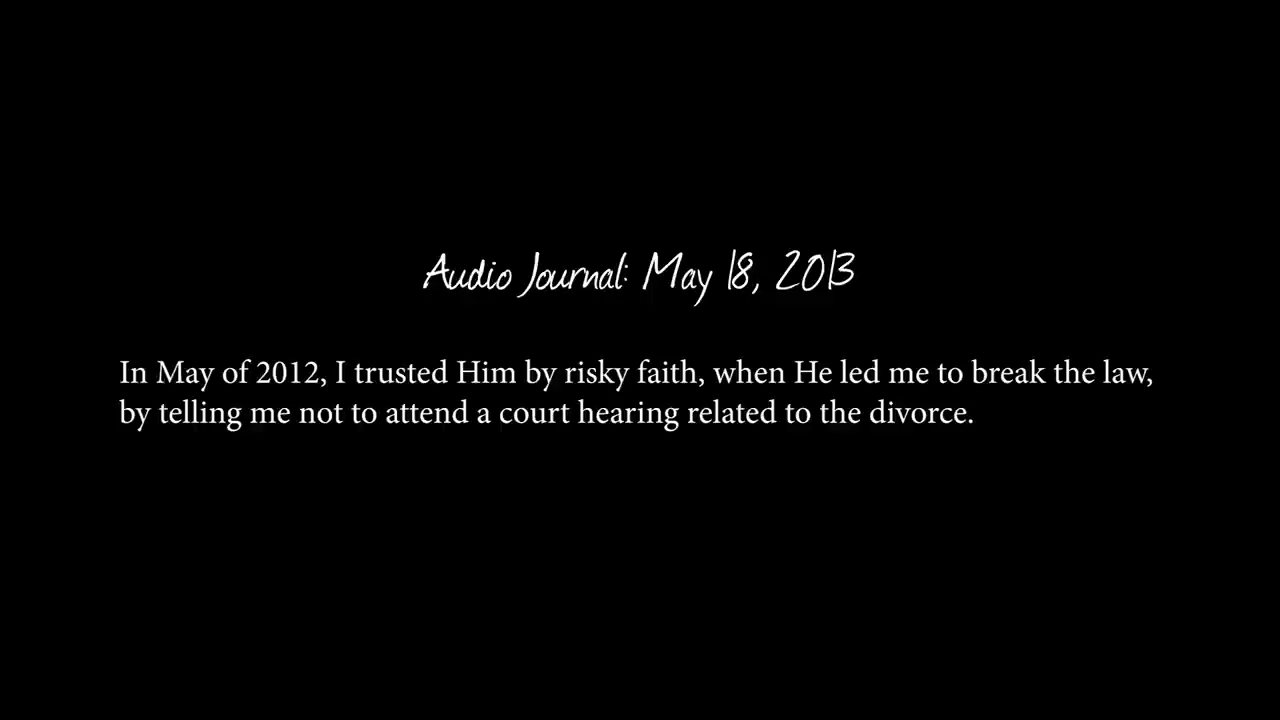 Audio Journal: May 18, 2013
In May of 2012, I trusted Him by risky faith, when He led me to break the law,
by telling me not to attend a court hearing related to the divorce.